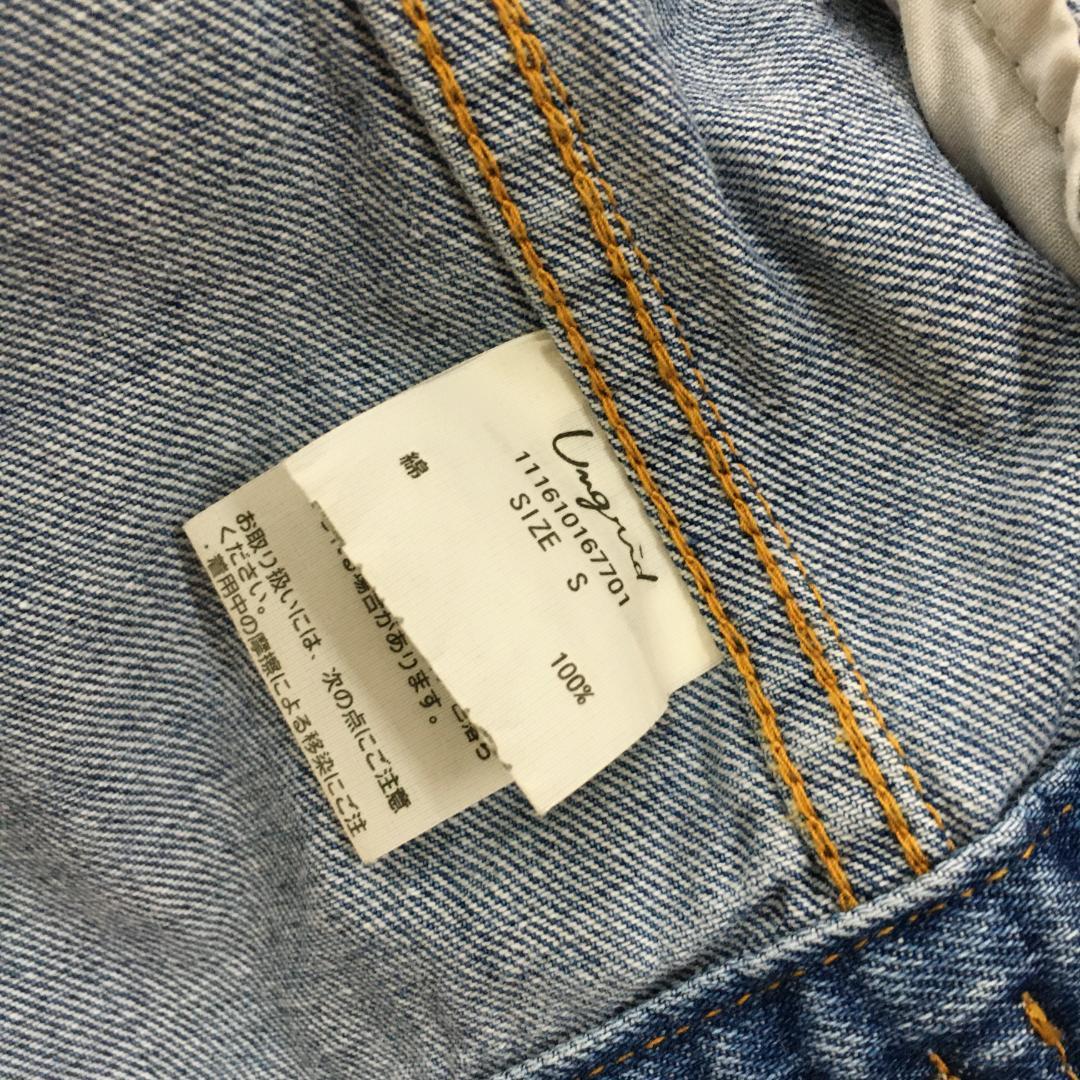 Ungrid
111610167701
SIZE S
綿 100%
場合があります。
お取り扱いには、次の点にご注意
ください。
・着用中の摩擦による移染にご注